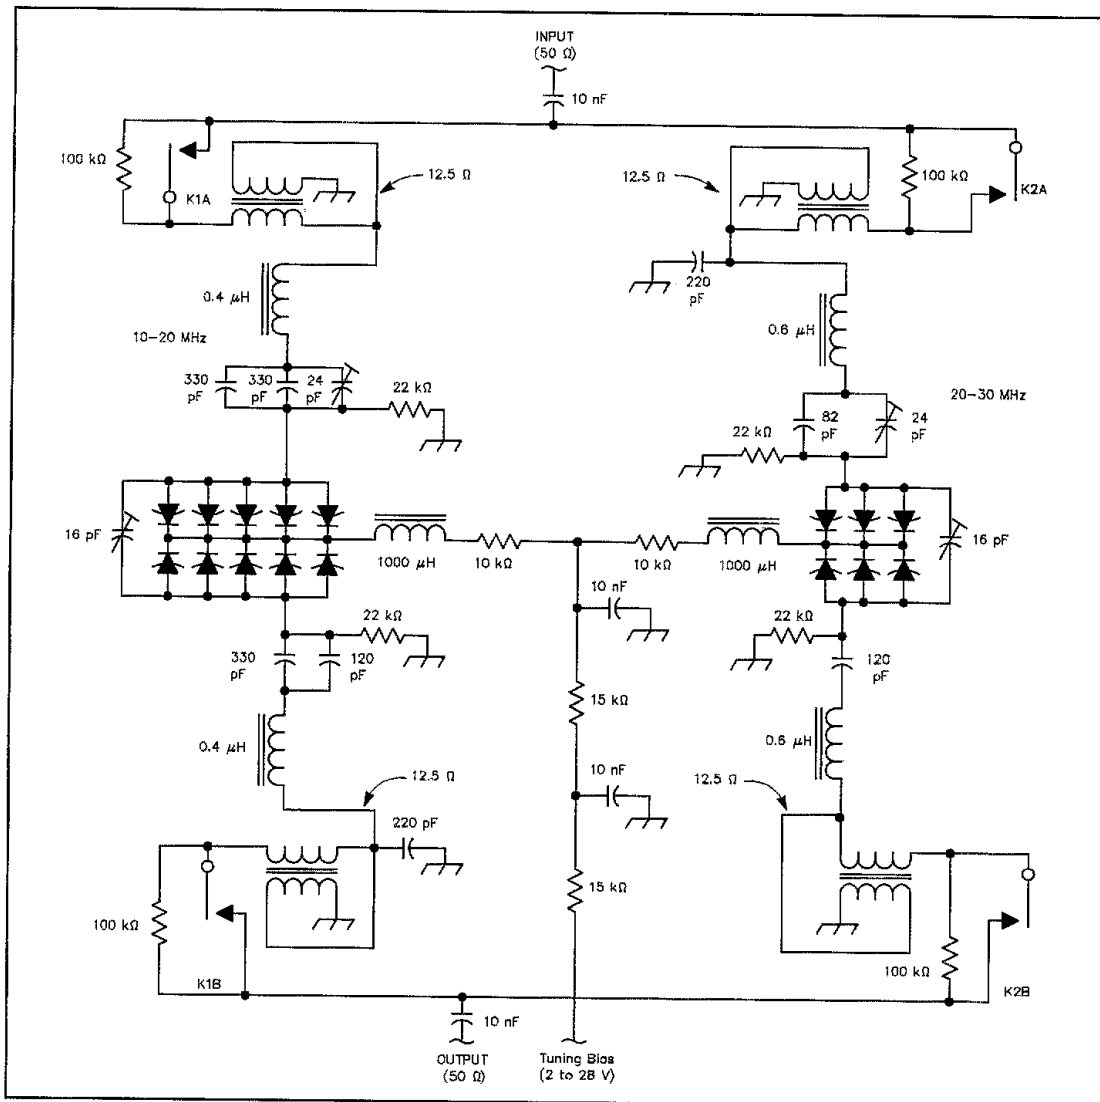 INPUT
(50 Ω)
10 nF
100 kΩ
K1A
12.5 Ω
12.5 Ω
100 kΩ
K2A
220
pF
0.4 μH
0.6 μH
10-20 MHz
330
pF
330
pF
24
pF
22 kΩ
82
pF
24
pF
20-30 MHz
22 kΩ
16 pF
1000 μH
10 kΩ
10 kΩ
1000 μH
16 pF
10 nF
22 kΩ
22 kΩ
330
pF
120
pF
120
pF
15 kΩ
0.4 μH
0.6 μH
12.5 Ω
10 nF
12.5 Ω
220 pF
15 kΩ
100 kΩ
100 kΩ
K1B
K2B
10 nF
OUTPUT
(50 Ω)
Tuning Bias
(2 to 28 V)